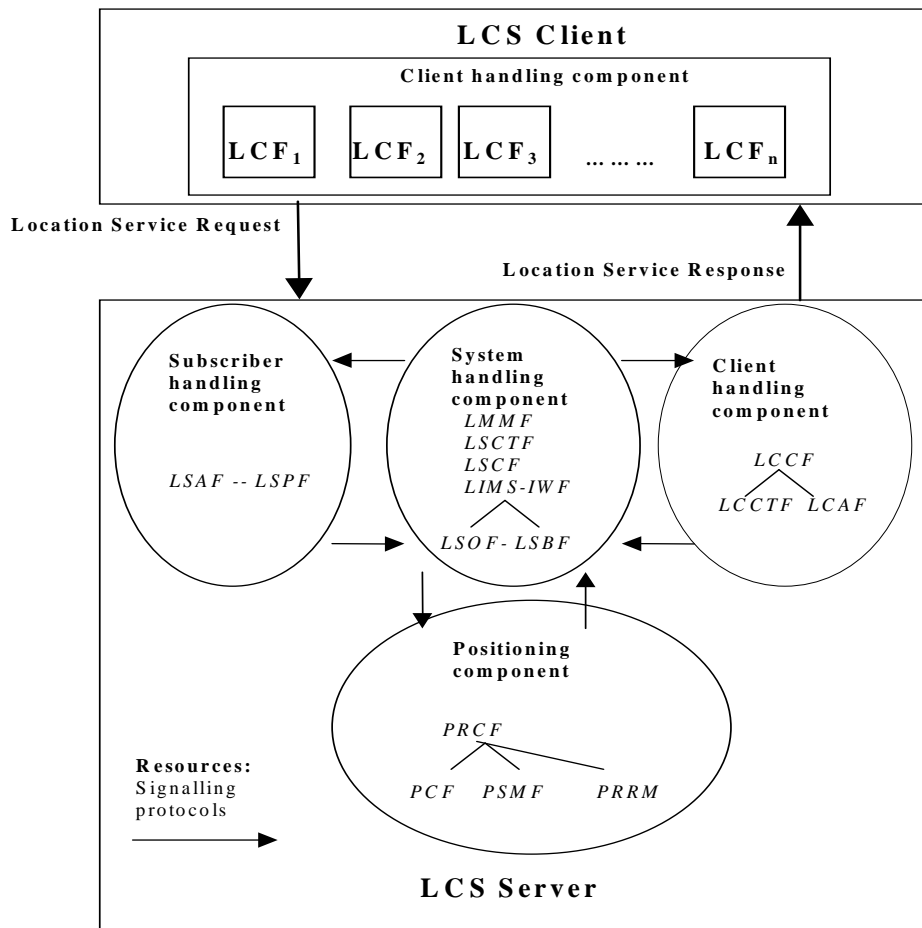 LCS Client
Client handling component
LCF1 LCF2 LCF3 ... ... ... LCFn
Location Service Request
Location Service Response
Subscriber
handling
component
LSAF -- LSPF
System
handling
component
LMMF
LSCTF
LSCF
LIMS-IWF
LSOF- LSBF
Client
handling
component
LCCF
LCCTF LCAF
Positioning
component
PRCF
PCF PSMF PRRM
Resources:
Signalling
protocols
LCS Server